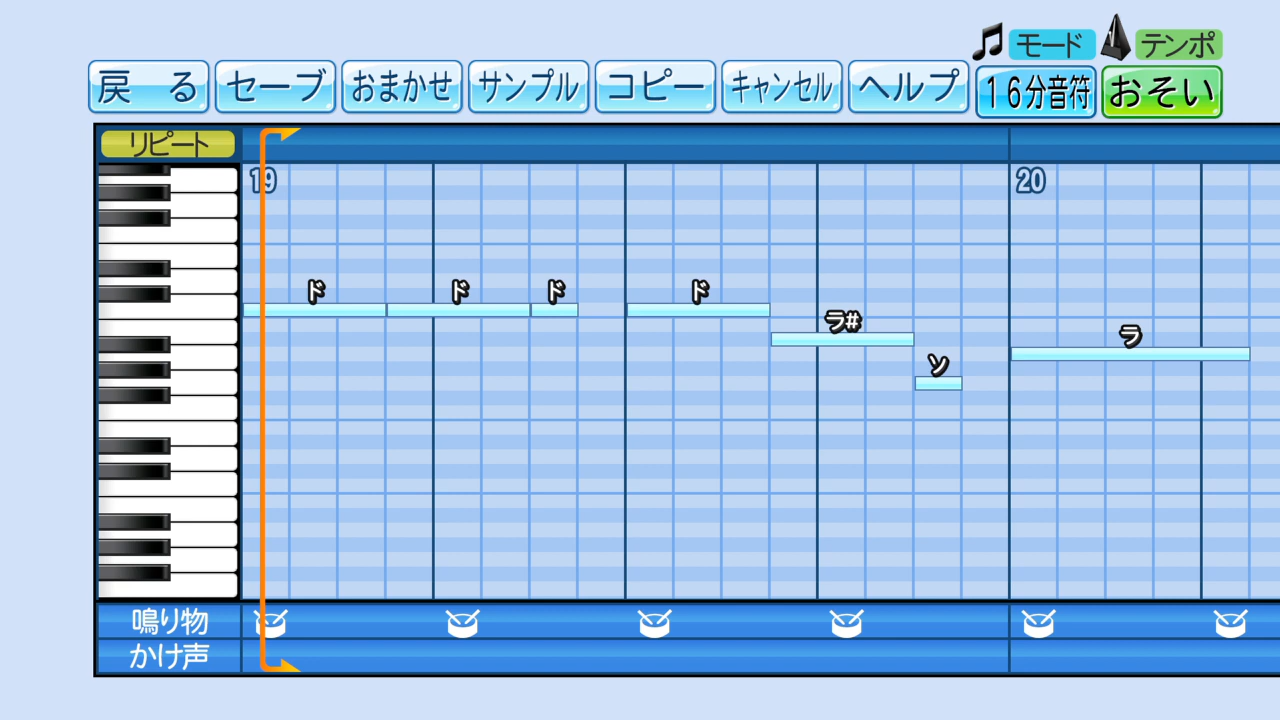 モード テンポ
戻る セーブ おまかせ サンプル コピー キャンセル ヘルプ 16分音符 おそい
リピート
19 20
ド ド ド ド
ラ#
ラ
ソ
鳴り物
かけ声